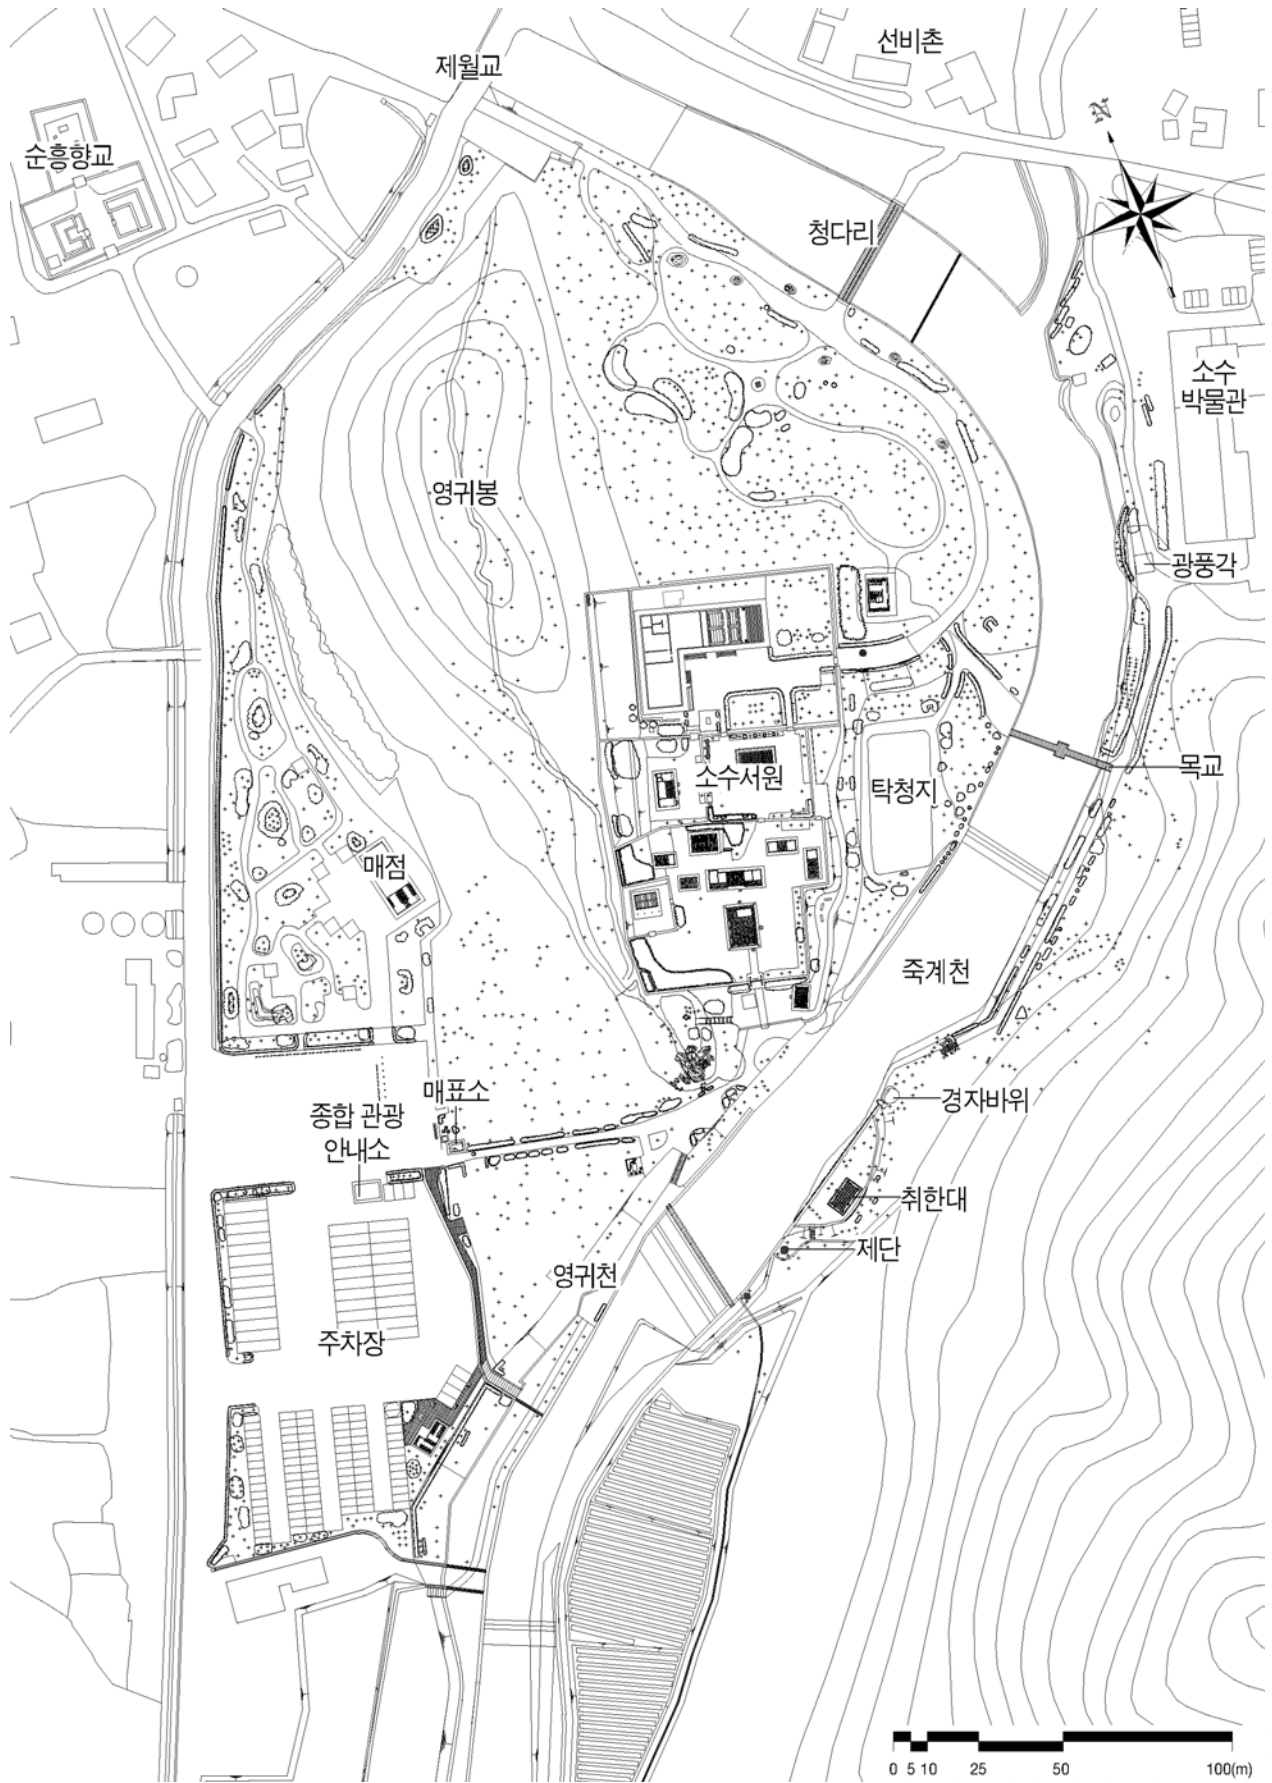 선비촌
제월교
N
순흥향교
청다리
소수
박물관
영귀봉
광풍각
소수서원
목교
탁청지
매점
죽계천
매표소
경자바위
종합 관광
안내소
취한대
제단
영귀천
주차장
0 5 10 25 50 100(m)